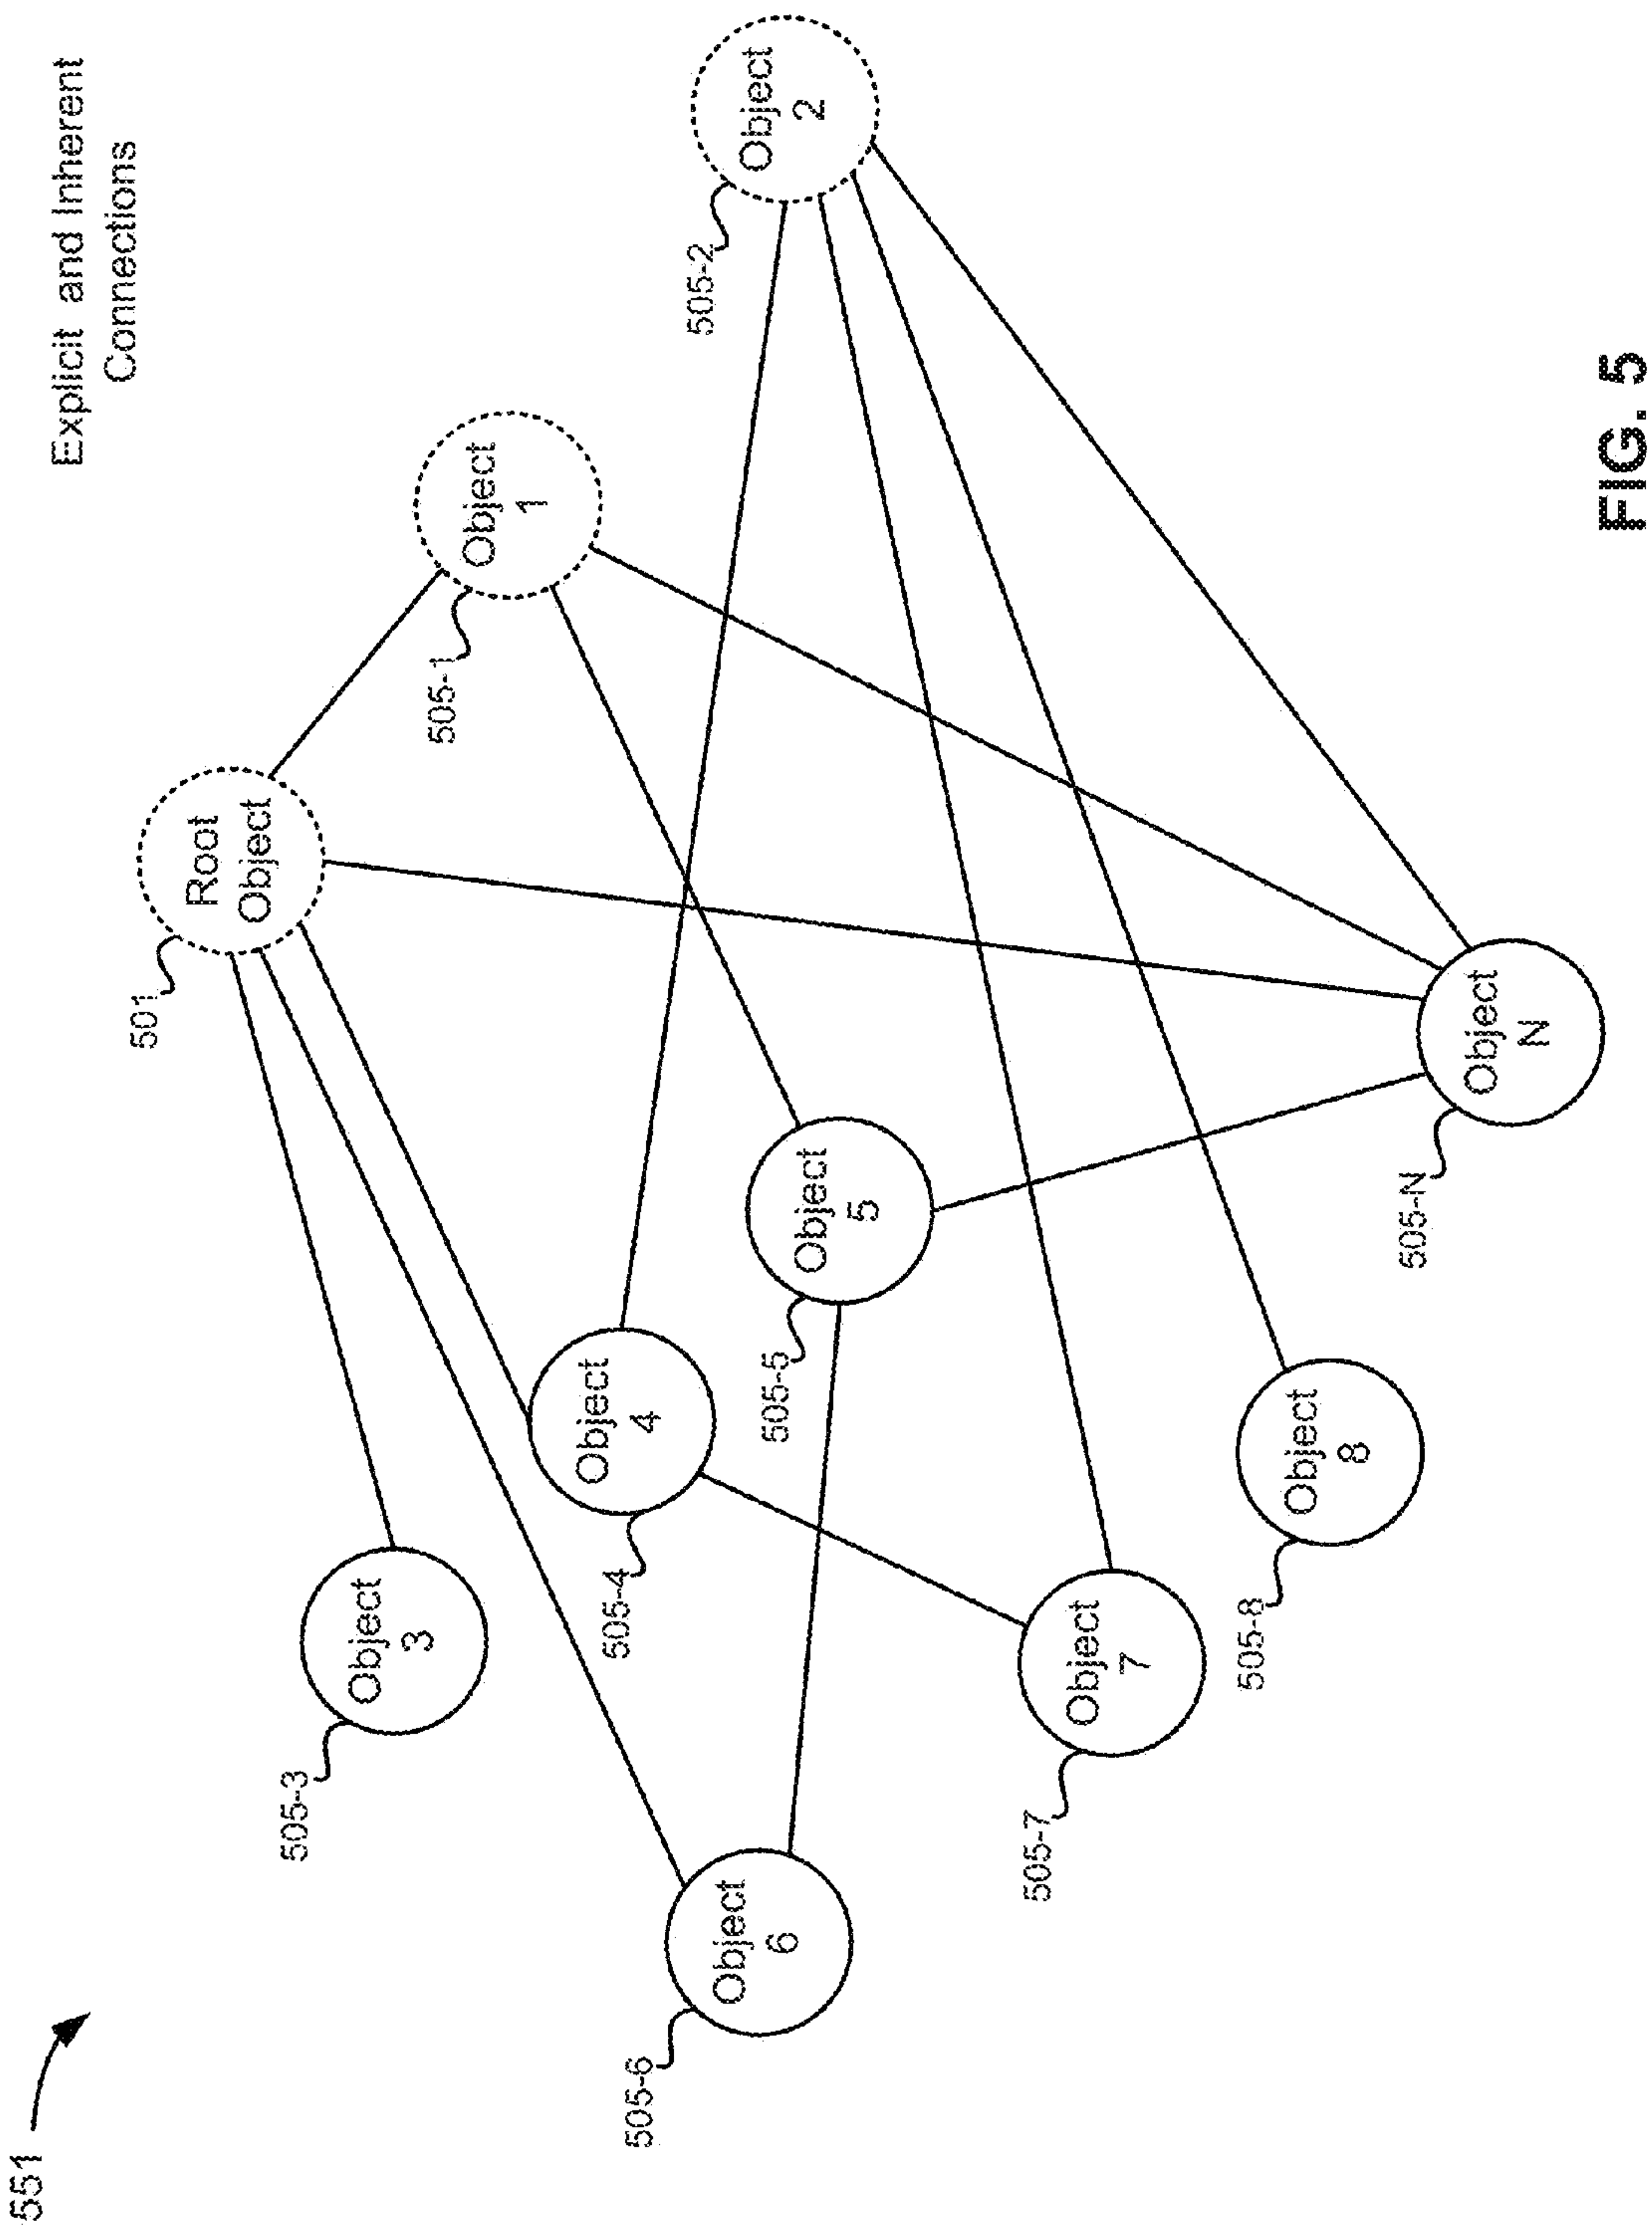 551
Explicit and Inherent
Connections
501
Root
Object
505-1
Object
1
505-3
Object
3
505-4
Object
4
505-2
Object
2
505-6
Object
6
505-5
Object
5
505-7
Object
7
505-8
Object
8
505-N
Object
N
FIG. 5